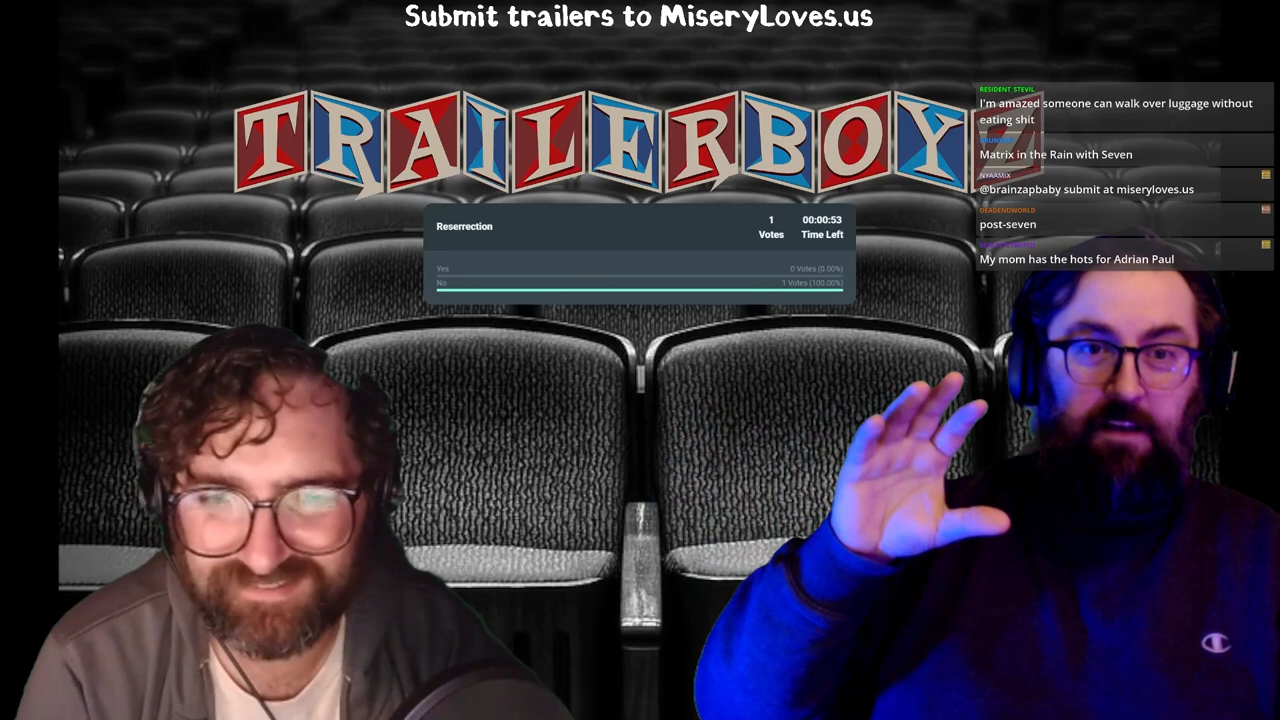 Submit trailers to MiseryLoves.us
TRAILERBOYZ
RESIDENT STEVIL
I'm amazed someone can walk over luggage without
eating shit
Matrix in the Rain with Seven
NYAAMIX
@brainzapbaby submit at miseryloves.us
DEADENDWORLD
post-seven
My mom has the hots for Adrian Paul
Reserrection
1
Votes
00:00:53
Time Left
Yes
0 Votes (0.00%)
No
1 Votes (100.00%)